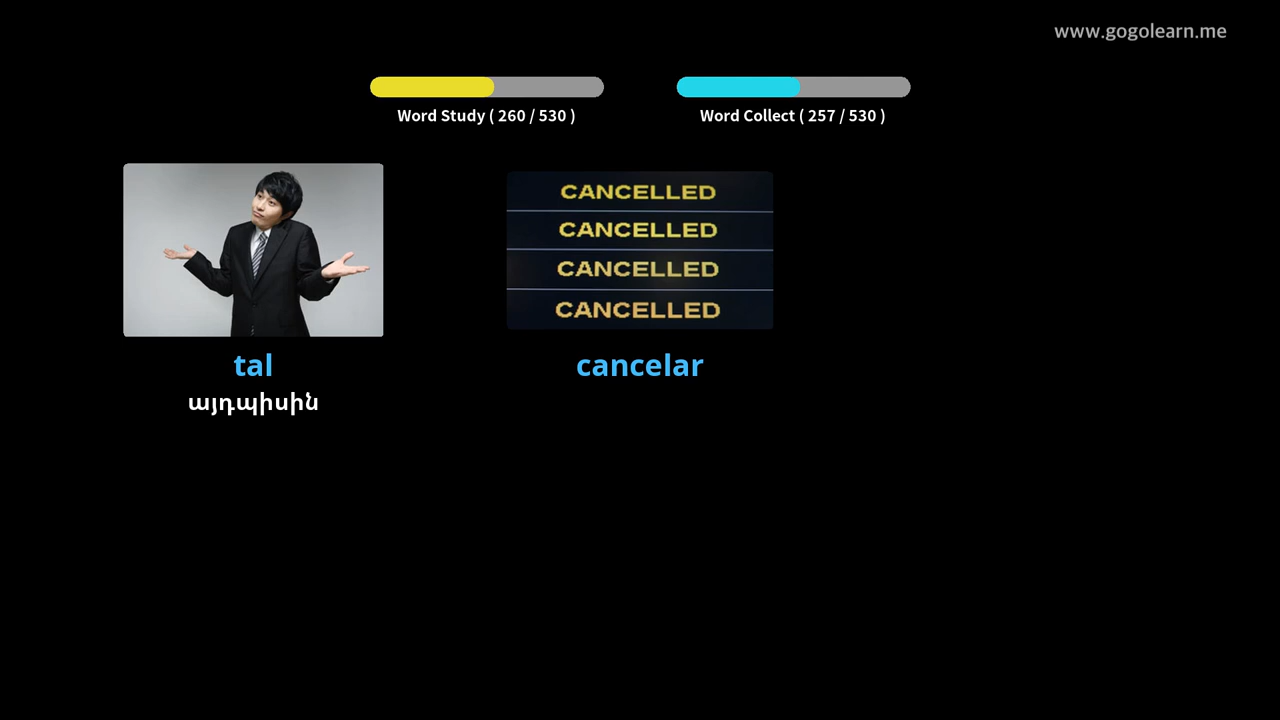 www.gogolearn.me
Word Study ( 260 / 530 )
Word Collect ( 257 / 530 )
CANCELLED
CANCELLED
CANCELLED
CANCELLED
tal
cancelar
այդպիսին